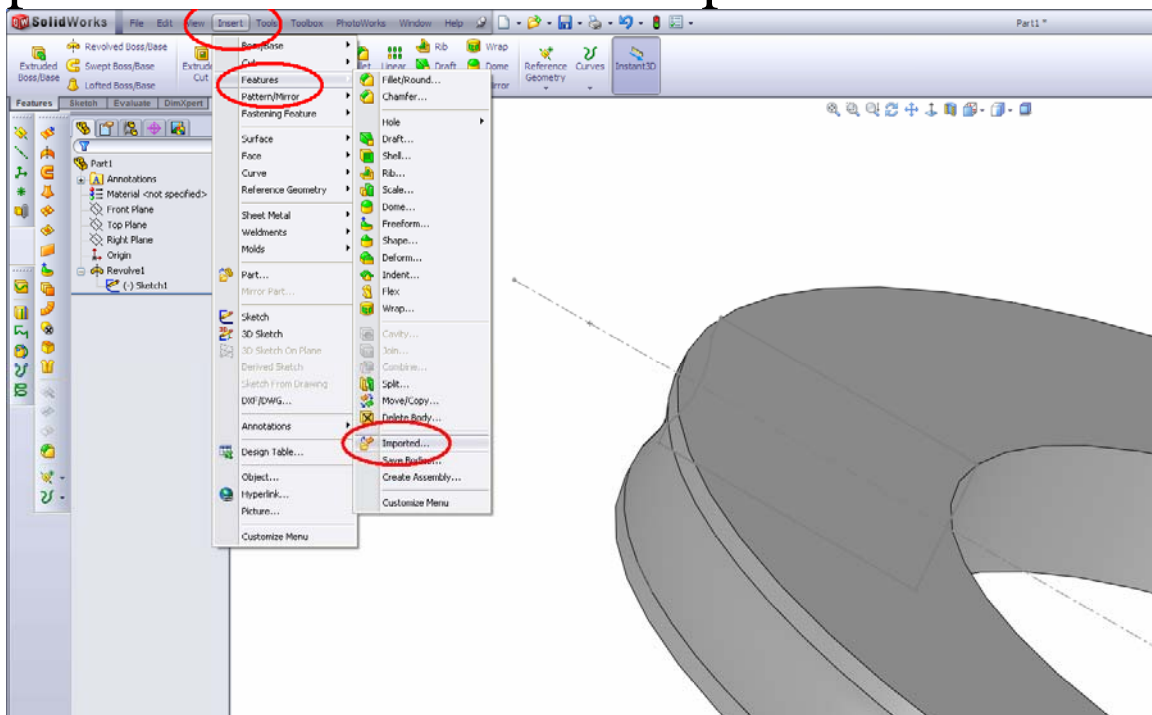 SolidWorks File Edit View Insert Tools Toolbox PhotoWorks Window Help Part1 *
Extruded Boss/Base
Revolved Boss/Base
Swept Boss/Base
Lofted Boss/Base
Cut
Linear
Rib
Draft
Wrap
Dome
Reference Geometry
Curves
Instant3D
Features Sketch Evaluate DimXpert
Part1
Annotations
Material <not specified>
Front Plane
Top Plane
Right Plane
Origin
Revolve1
(-) Sketch1
Boss/Base
Cut
Features
Pattern/Mirror
Fastening Feature
Surface
Face
Curve
Reference Geometry
Sheet Metal
Weldments
Molds
Part...
Mirror Part...
Sketch
3D Sketch
3D Sketch On Plane
Derived Sketch
Sketch From Drawing
DXF/DWG...
Annotations
Design Table...
Object...
Hyperlink...
Picture...
Customize Menu
Fillet/Round...
Chamfer...
Hole
Draft...
Shell...
Rib...
Scale...
Dome...
Freeform...
Shape...
Deform...
Indent...
Flex
Wrap...
Cavity...
Join...
Combine...
Split...
Move/Copy...
Delete Body...
Imported...
Save Bodies...
Create Assembly...
Customize Menu